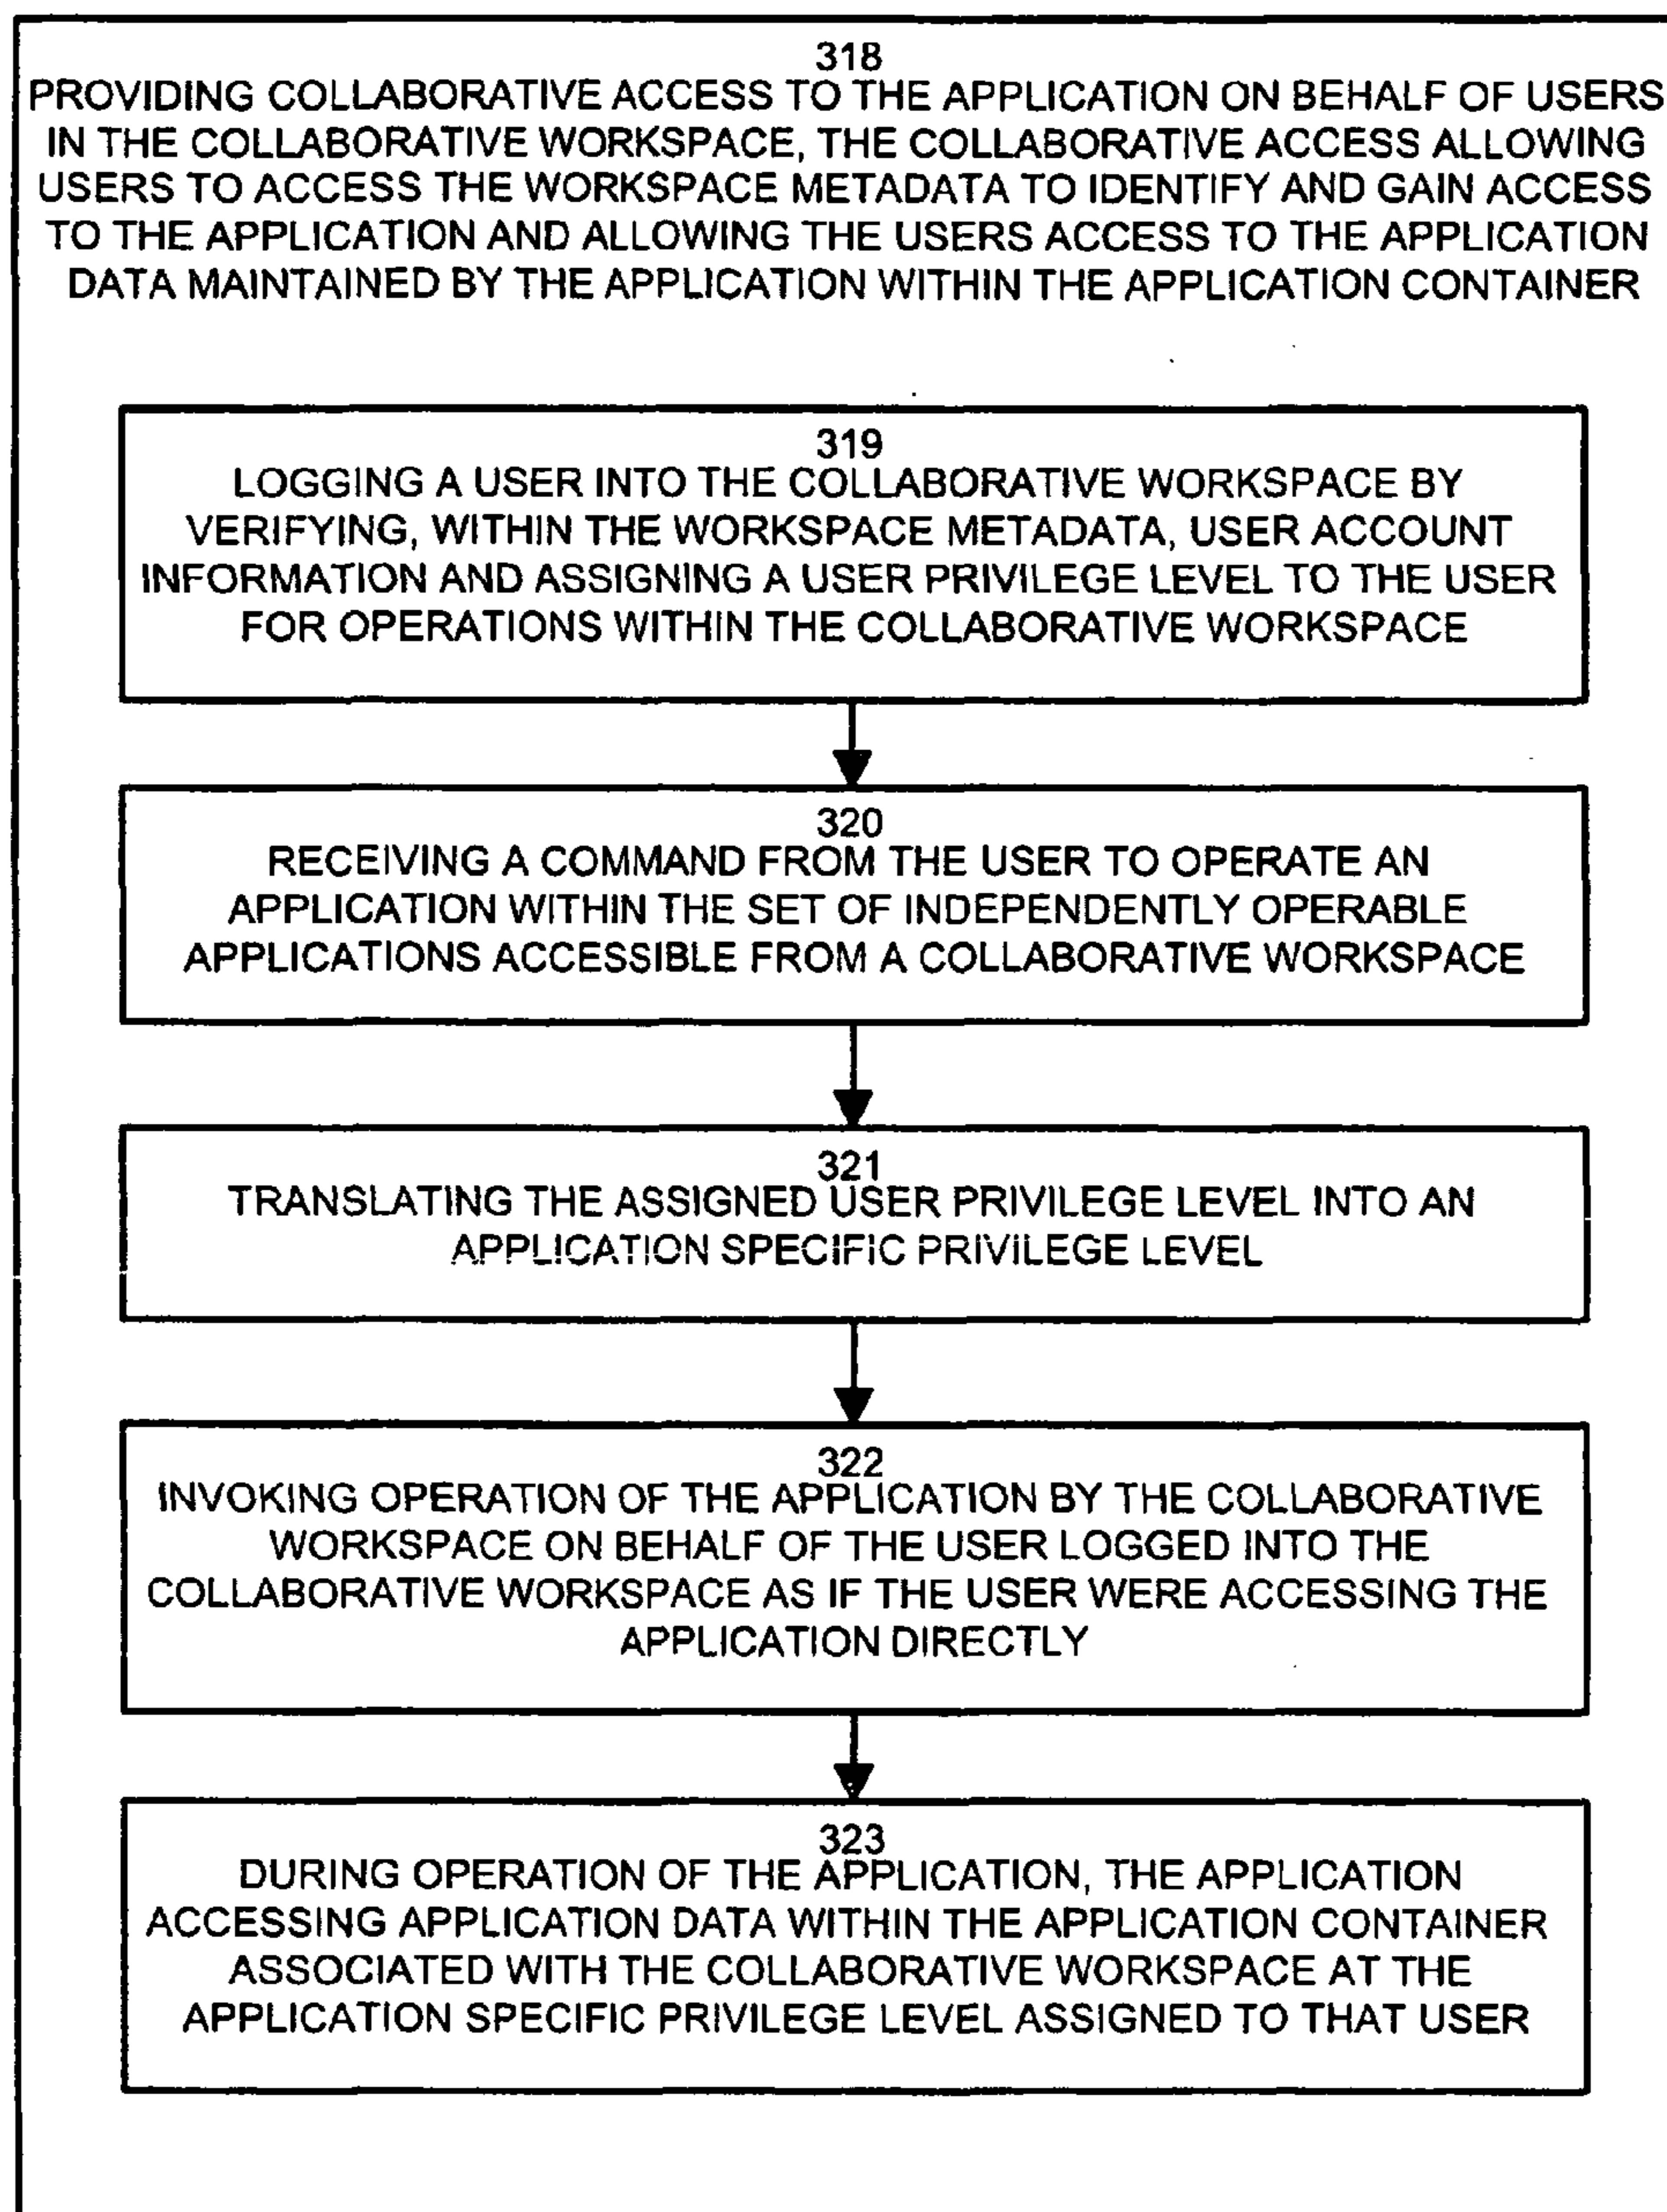 318
PROVIDING COLLABORATIVE ACCESS TO THE APPLICATION ON BEHALF OF USERS
IN THE COLLABORATIVE WORKSPACE, THE COLLABORATIVE ACCESS ALLOWING
USERS TO ACCESS THE WORKSPACE METADATA TO IDENTIFY AND GAIN ACCESS
TO THE APPLICATION AND ALLOWING THE USERS ACCESS TO THE APPLICATION
DATA MAINTAINED BY THE APPLICATION WITHIN THE APPLICATION CONTAINER
319
LOGGING A USER INTO THE COLLABORATIVE WORKSPACE BY
VERIFYING, WITHIN THE WORKSPACE METADATA, USER ACCOUNT
INFORMATION AND ASSIGNING A USER PRIVILEGE LEVEL TO THE USER
FOR OPERATIONS WITHIN THE COLLABORATIVE WORKSPACE
320
RECEIVING A COMMAND FROM THE USER TO OPERATE AN
APPLICATION WITHIN THE SET OF INDEPENDENTLY OPERABLE
APPLICATIONS ACCESSIBLE FROM A COLLABORATIVE WORKSPACE
321
TRANSLATING THE ASSIGNED USER PRIVILEGE LEVEL INTO AN
APPLICATION SPECIFIC PRIVILEGE LEVEL
322
INVOKING OPERATION OF THE APPLICATION BY THE COLLABORATIVE
WORKSPACE ON BEHALF OF THE USER LOGGED INTO THE
COLLABORATIVE WORKSPACE AS IF THE USER WERE ACCESSING THE
APPLICATION DIRECTLY
323
DURING OPERATION OF THE APPLICATION, THE APPLICATION
ACCESSING APPLICATION DATA WITHIN THE APPLICATION CONTAINER
ASSOCIATED WITH THE COLLABORATIVE WORKSPACE AT THE
APPLICATION SPECIFIC PRIVILEGE LEVEL ASSIGNED TO THAT USER